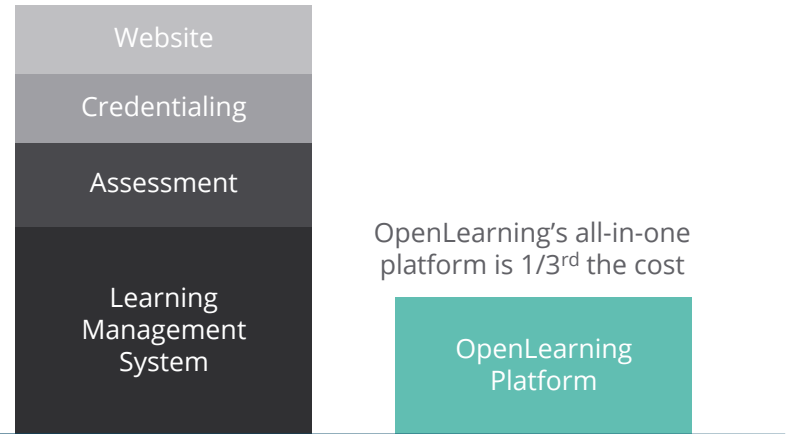 Website
Credentialing
Assessment
Learning
Management
System
OpenLearning’s all-in-one
platform is 1/3rd the cost
OpenLearning
Platform